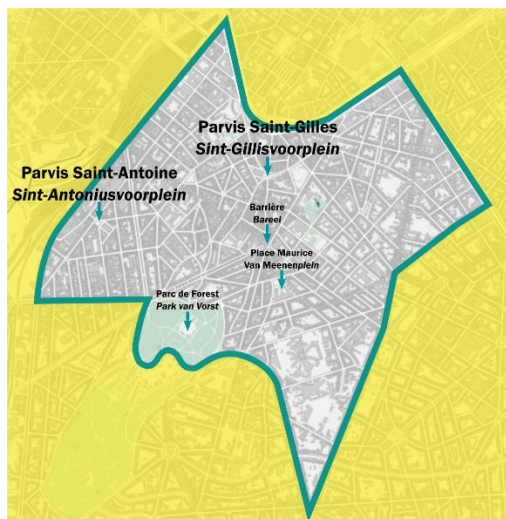 Parvis Saint-Gilles
Sint-Gillisvoorplein
Parvis Saint-Antoine
Sint-Antoniusvoorplein
Barrière
Bareel
Place Maurice
Van Meenenplein
Parc de Forest
Park van Vorst